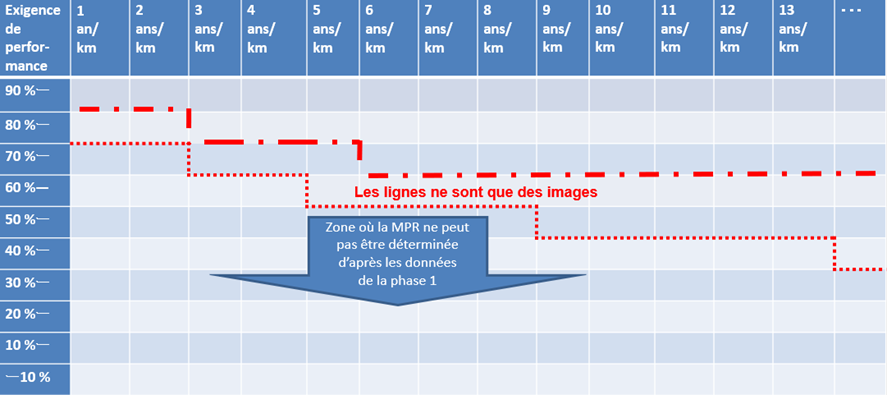 Exigence de perfor- mance
1 an/ km
2 ans/ km
3 ans/ km
4 ans/ km
5 ans/ km
6 ans/ km
7 ans/ km
8 ans/ km
9 ans/ km
10 ans/ km
11 ans/ km
12 ans/ km
13 ans/ km
---
90 %—
80 %—
70 %—
60 %—
Les lignes ne sont que des images
50 %—
Zone où la MPR ne peut
pas être déterminée
d’après les données
de la phase 1
40 %—
30 %—
20 %—
10 %—
—10 %